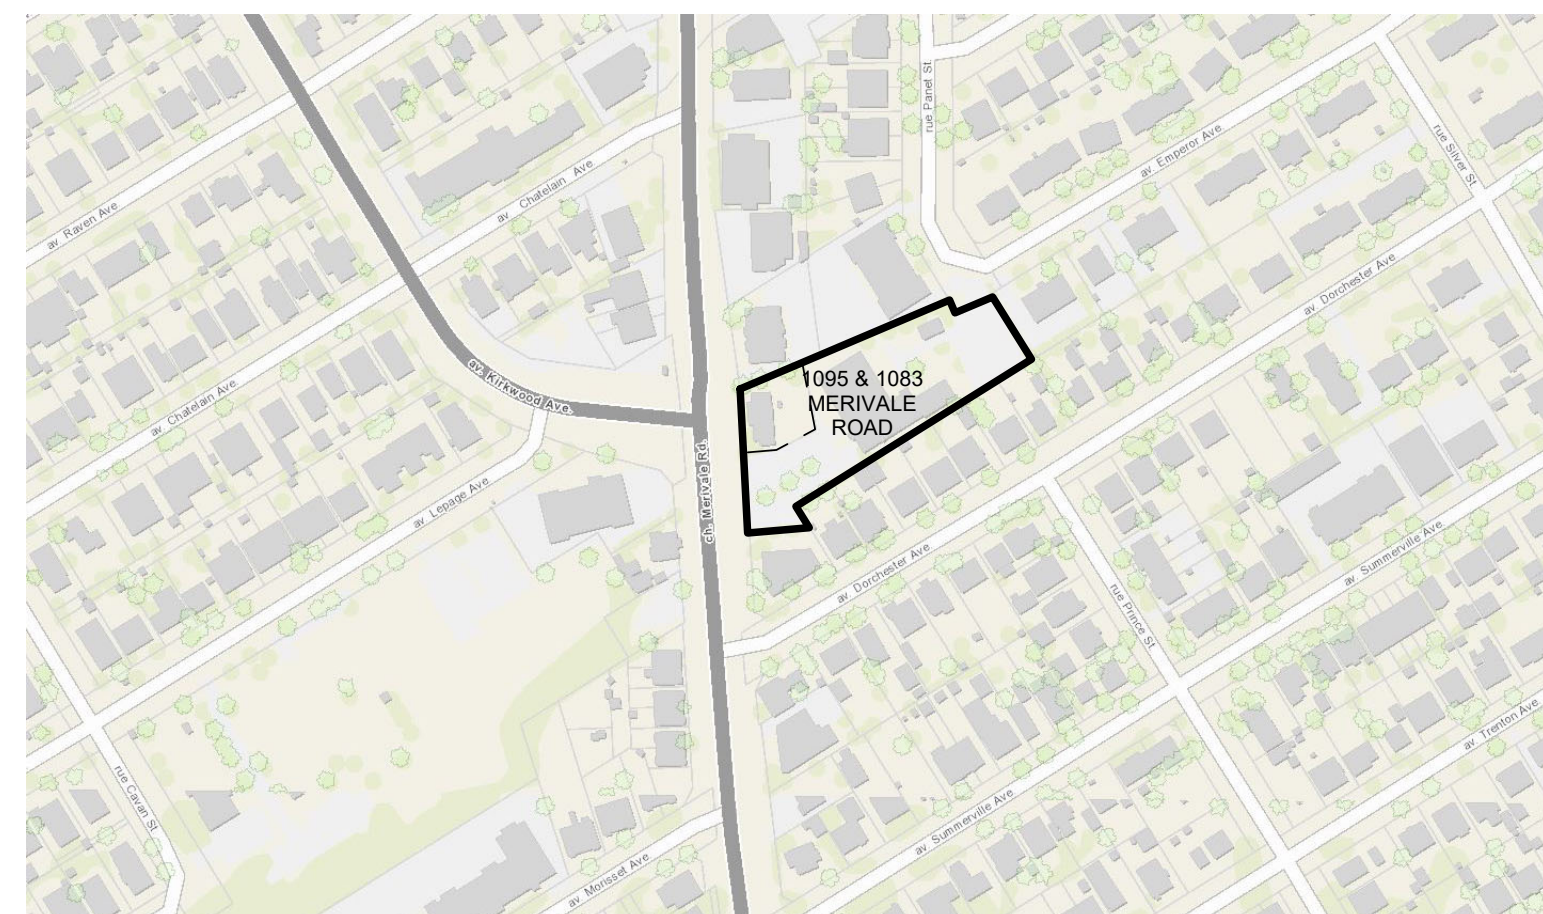 rue Panet St
av Emperor Ave
rue Silver St
av Raven Ave
av Chatelain Ave
av Dorchester Ave
av. Kirkwood Ave.
av Chatelain Ave
1095 & 1083
MERIVALE
ROAD
ch. Merivale Rd.
av Lepage Ave
av Dorchester Ave
av Summerville Ave
rue Prince St
av Trenton Ave
rue Cavan St
av Summerville Ave
av Morisset Ave